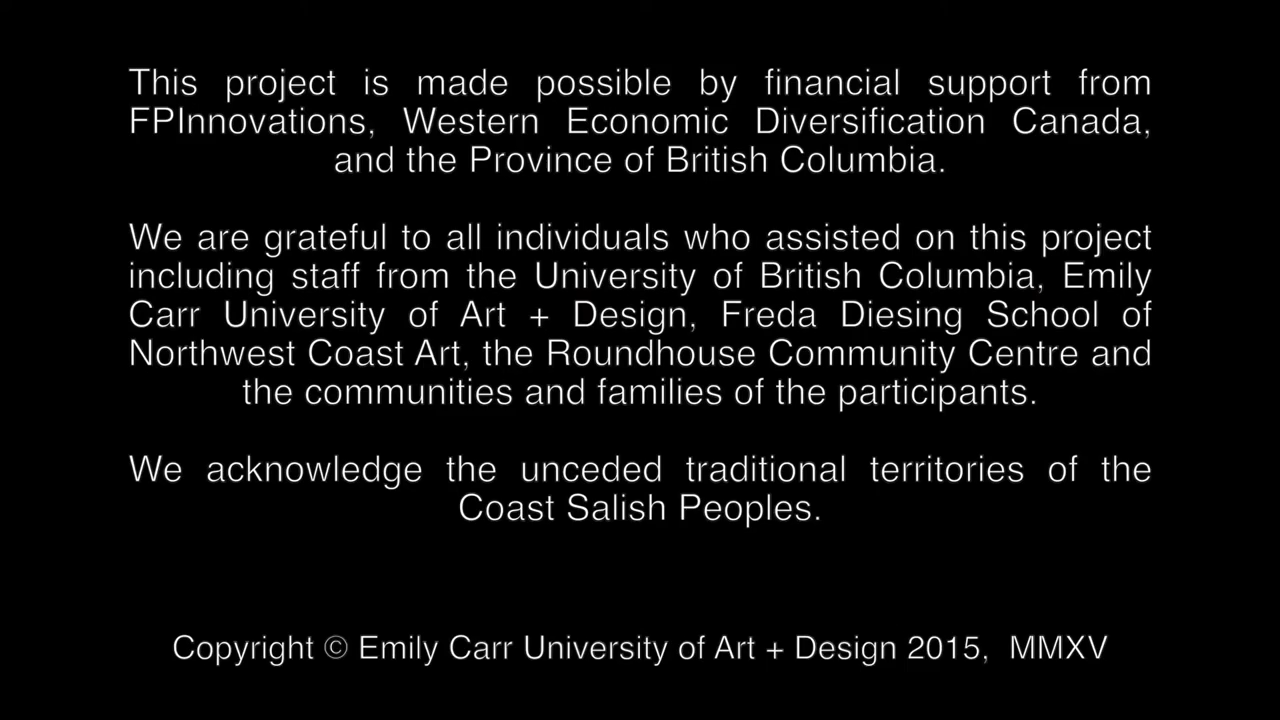 This project is made possible by financial support from
FPInnovations, Western Economic Diversification Canada,
and the Province of British Columbia.
We are grateful to all individuals who assisted on this project
including staff from the University of British Columbia, Emily
Carr University of Art + Design, Freda Diesing School of
Northwest Coast Art, the Roundhouse Community Centre and
the communities and families of the participants.
We acknowledge the unceded traditional territories of the
Coast Salish Peoples.
Copyright © Emily Carr University of Art + Design 2015, MMXV